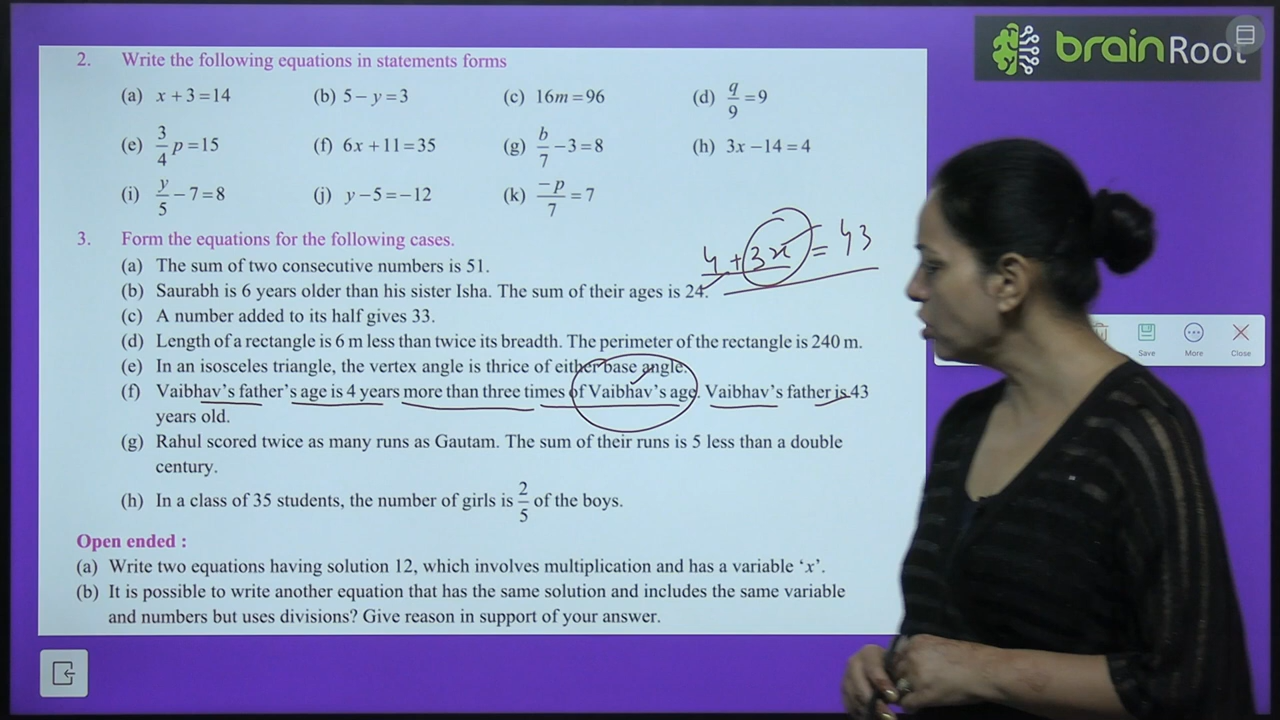 brainRoot
2. Write the following equations in statements forms
(a) x + 3 = 14 (b) 5 − y = 3 (c) 16m = 96 (d) q/9 = 9
(e) 3/4 p = 15 (f) 6x + 11 = 35 (g) b/7 − 3 = 8 (h) 3x − 14 = 4
(i) y/5 − 7 = 8 (j) y − 5 = −12 (k) −p/7 = 7
3. Form the equations for the following cases.
4 + 3x = 43
(a) The sum of two consecutive numbers is 51.
(b) Saurabh is 6 years older than his sister Isha. The sum of their ages is 24.
(c) A number added to its half gives 33.
(d) Length of a rectangle is 6 m less than twice its breadth. The perimeter of the rectangle is 240 m.
(e) In an isosceles triangle, the vertex angle is thrice of either base angle.
(f) Vaibhav's father's age is 4 years more than three times of Vaibhav's age. Vaibhav's father is 43
years old.
(g) Rahul scored twice as many runs as Gautam. The sum of their runs is 5 less than a double
century.
(h) In a class of 35 students, the number of girls is 2/5 of the boys.
Open ended :
(a) Write two equations having solution 12, which involves multiplication and has a variable 'x'.
(b) It is possible to write another equation that has the same solution and includes the same variable
and numbers but uses divisions? Give reason in support of your answer.
Save More Close